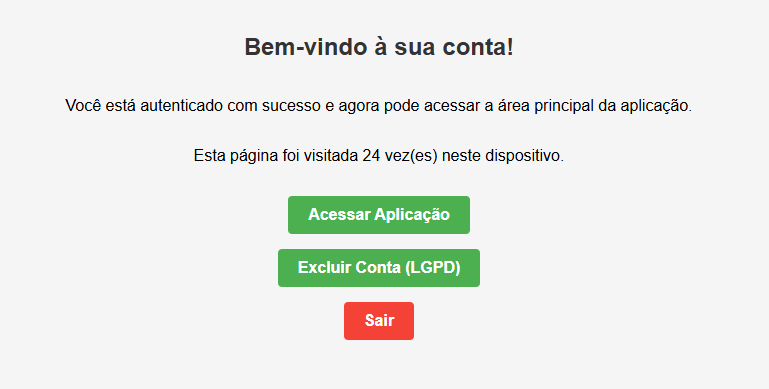 Bem-vindo à sua conta!
Você está autenticado com sucesso e agora pode acessar a área principal da aplicação.
Esta página foi visitada 24 vez(es) neste dispositivo.
Acessar Aplicação
Excluir Conta (LGPD)
Sair